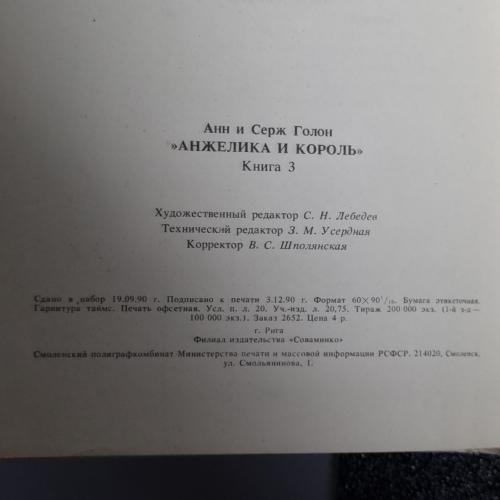 Анн и Серж Голон
»АНЖЕЛИКА И КОРОЛЬ»
Книга 3
Художественный редактор С. Н. Лебедев
Технический редактор З. М. Усердная
Корректор В. С. Шполянская
Сдано в набор 19.09.90 г. Подписано к печати 3.12.90 г. Формат 60×90¹/₁₆. Бумага этикеточная.
Гарнитура таймс. Печать офсетная. Усл. п. л. 20. Уч.-изд. л. 20,75. Тираж 200 000 экз. (1-й з-д —
100 000 экз.). Заказ 2652. Цена 4 р.
г. Рига
Филиал издательства «Соваминко»
Смоленский полиграфкомбинат Министерства печати и массовой информации РСФСР. 214020, Смоленск,
ул. Смольянинова, 1.